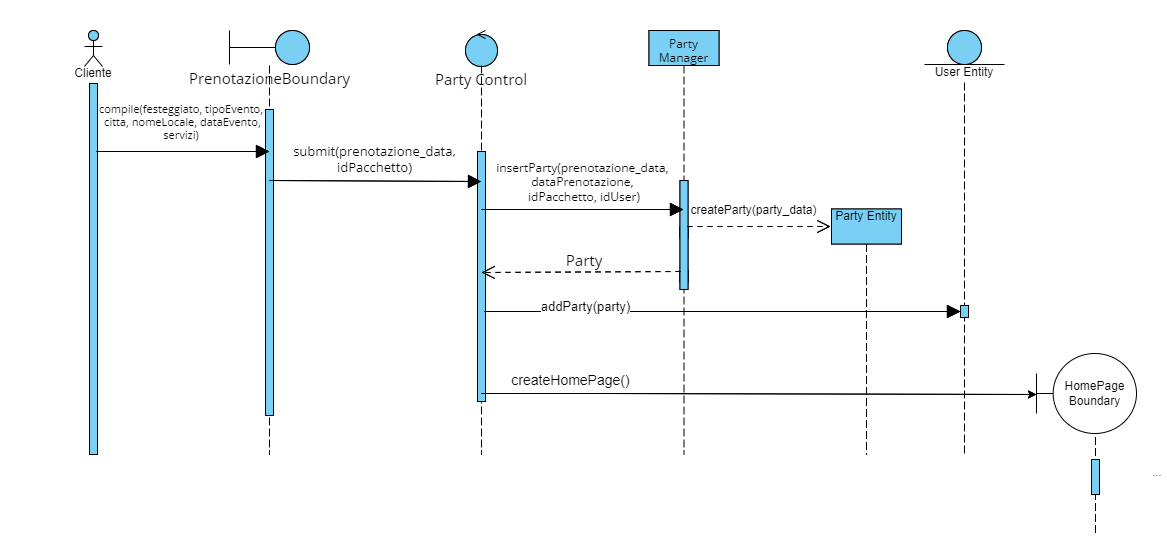 Cliente
PrenotazioneBoundary
Party Control
Party
Manager
User Entity
compile(festeggiato, tipoEvento,
citta, nomeLocale, dataEvento,
servizi)
submit(prenotazione_data,
idPacchetto)
insertParty(prenotazione_data,
dataPrenotazione,
idPacchetto, idUser)
createParty(party_data)
Party Entity
Party
addParty(party)
createHomePage()
HomePage
Boundary